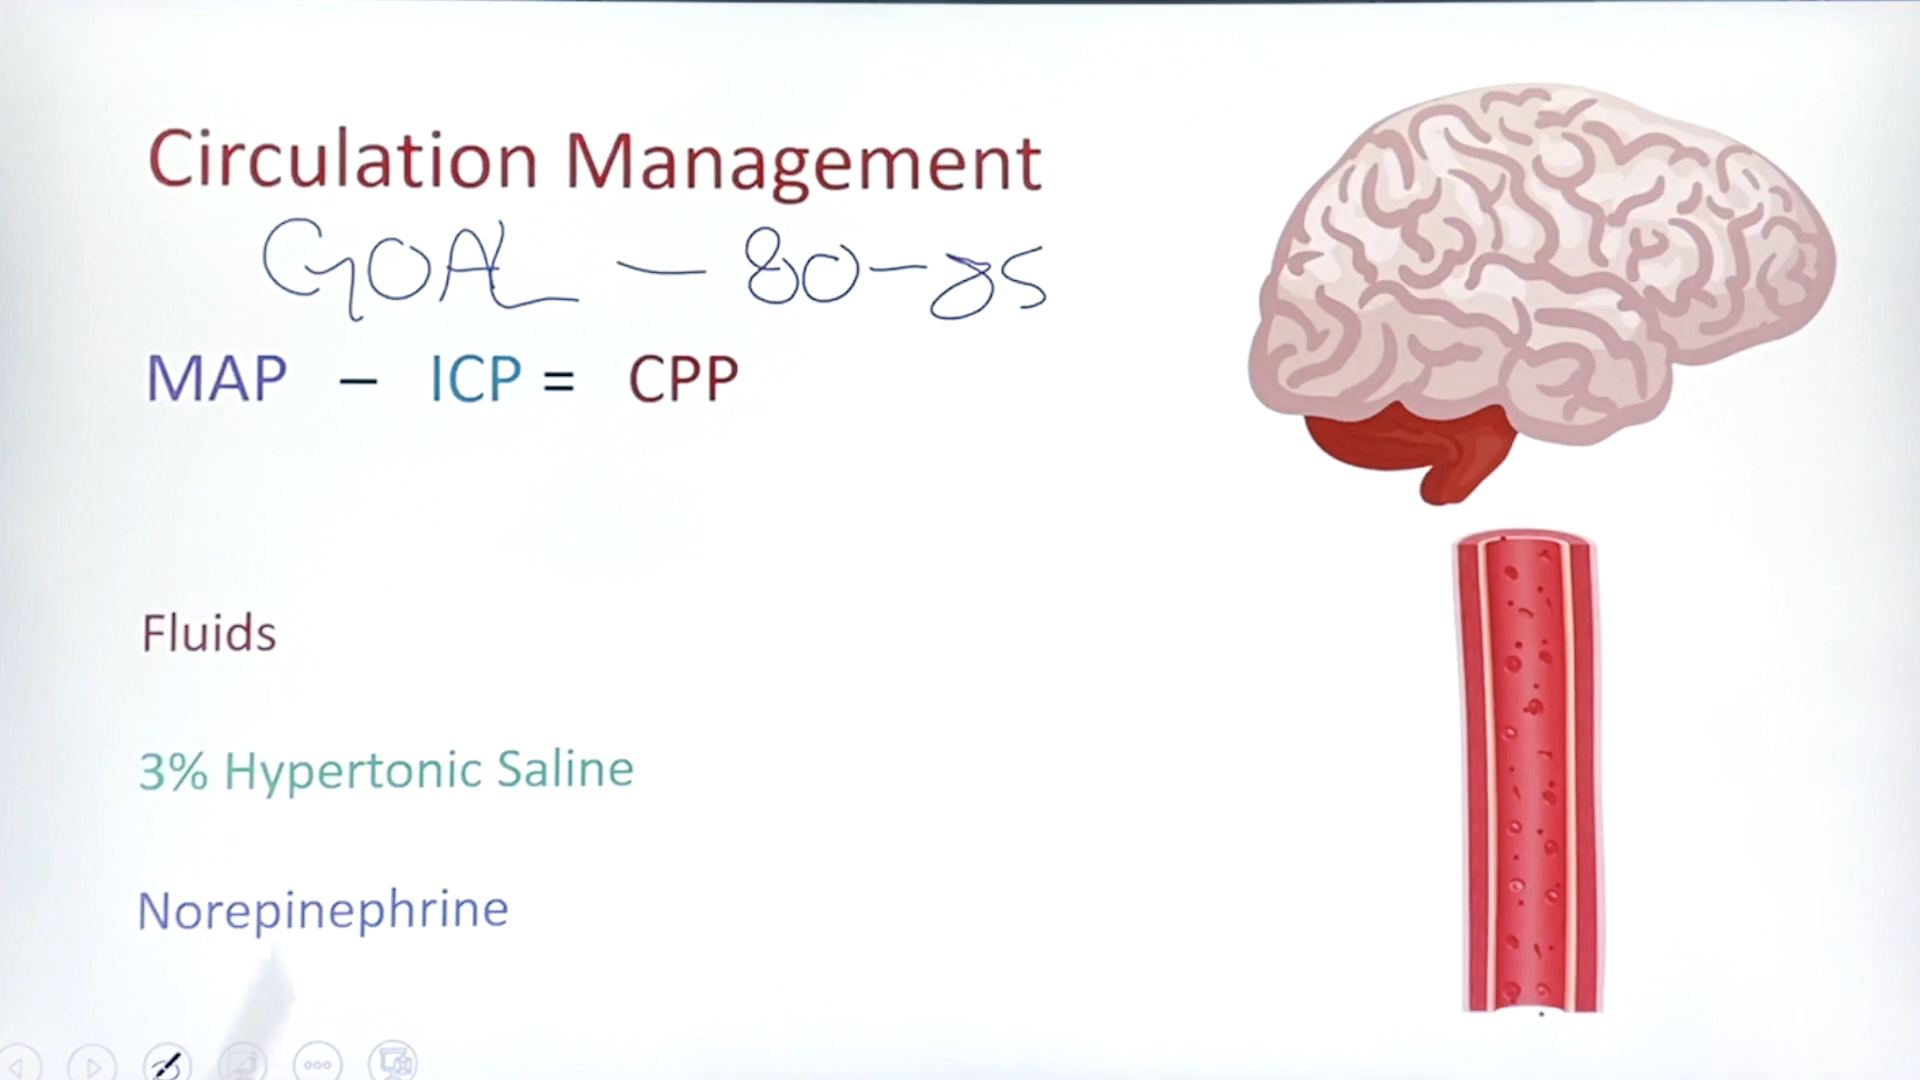 Circulation Management
GOAL — 80-85
MAP – ICP = CPP
Fluids
3% Hypertonic Saline
Norepinephrine